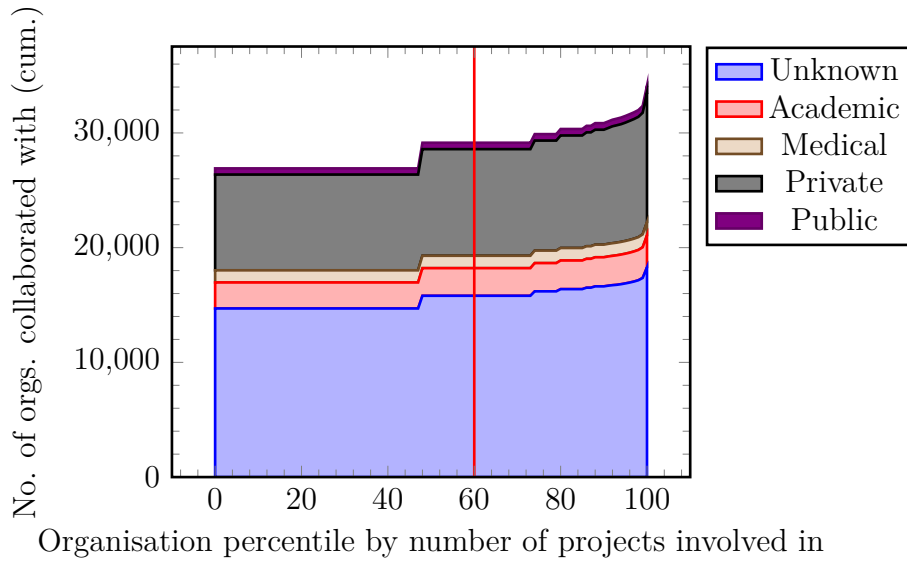 No. of orgs. collaborated with (cum.)
30,000
20,000
10,000
0
0 20 40 60 80 100
Organisation percentile by number of projects involved in
Unknown
Academic
Medical
Private
Public